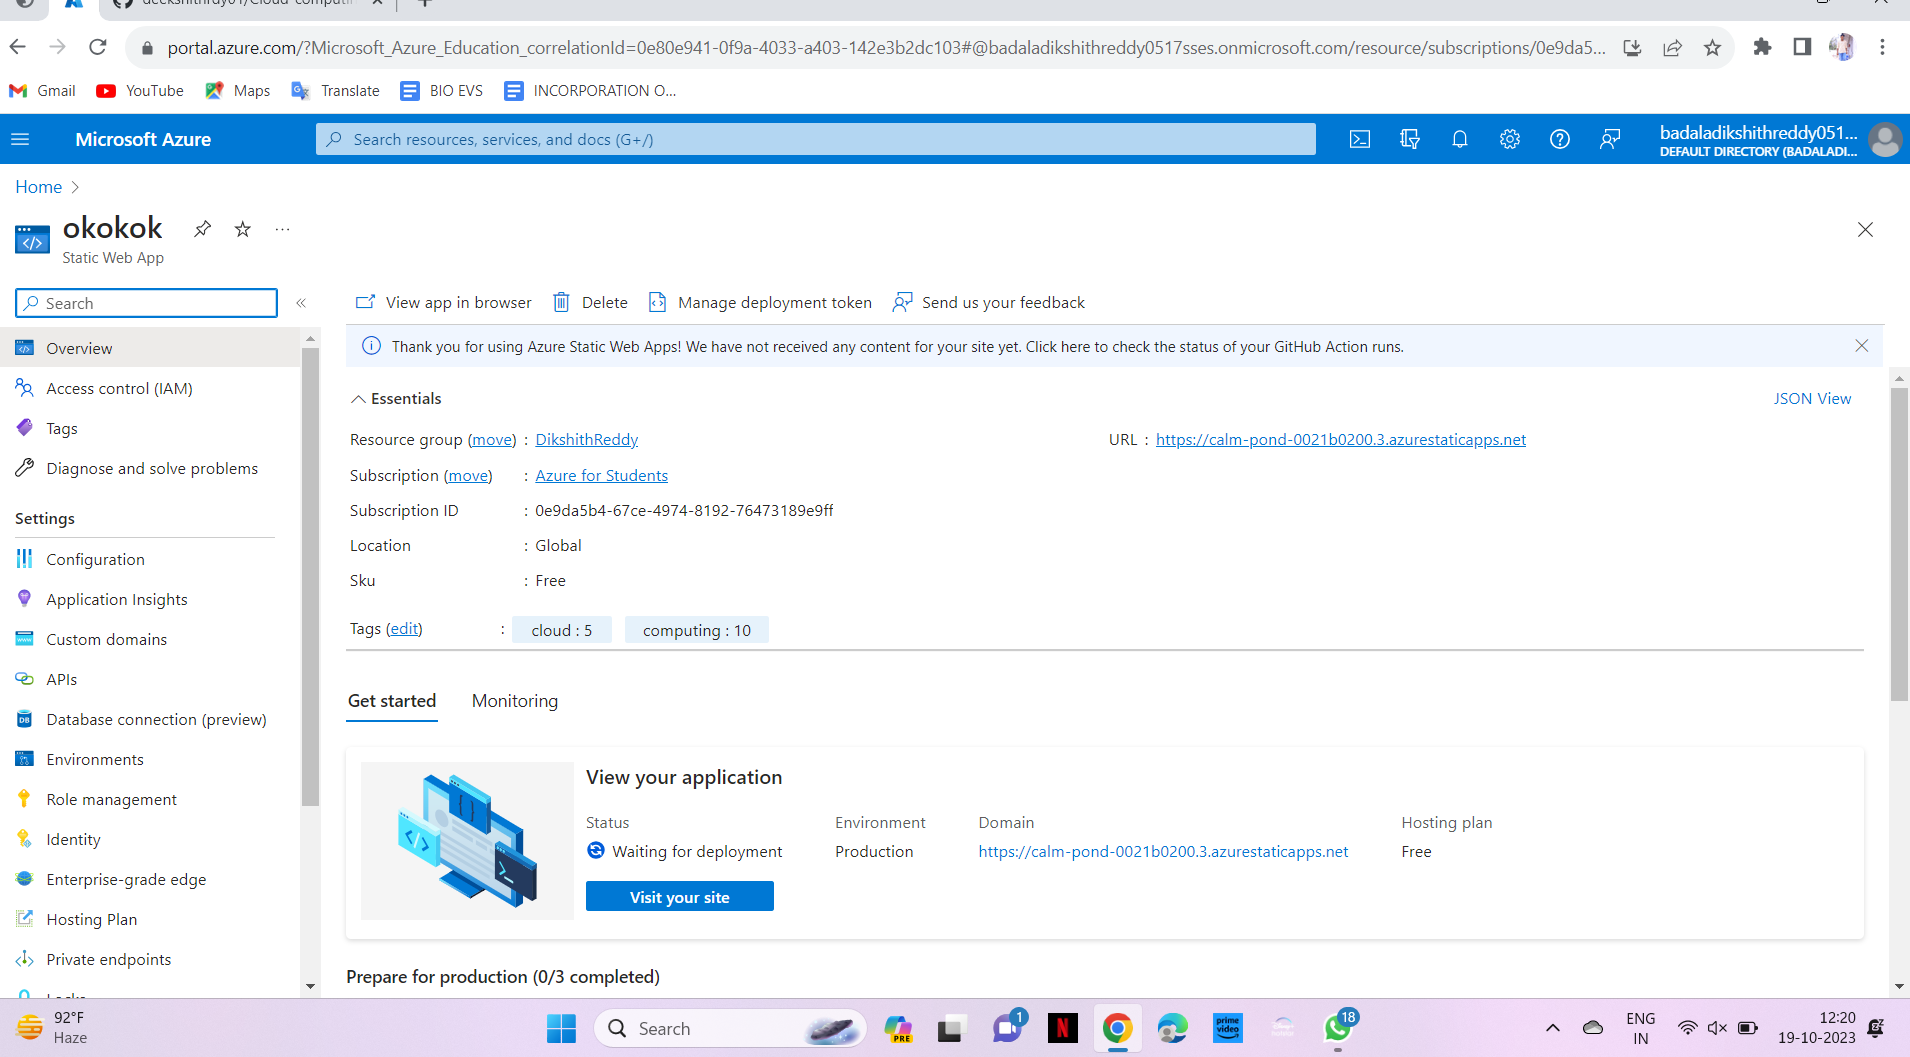 portal.azure.com/?Microsoft_Azure_Education_correlationId=0e80e941-0f9a-4033-a403-142e3b2dc103#@badaladikshithreddy0517sses.onmicrosoft.com/resource/subscriptions/0e9da5...
Gmail YouTube Maps Translate BIO EVS INCORPORATION O...
Microsoft Azure
Search resources, services, and docs (G+/)
badaladikshithreddy051...
DEFAULT DIRECTORY (BADALADI...
Home
okokok
Static Web App
Search
View app in browser Delete Manage deployment token Send us your feedback
Thank you for using Azure Static Web Apps! We have not received any content for your site yet. Click here to check the status of your GitHub Action runs.
Overview
Access control (IAM)
Tags
Diagnose and solve problems
Settings
Configuration
Application Insights
Custom domains
APIs
Database connection (preview)
Environments
Role management
Identity
Enterprise-grade edge
Hosting Plan
Private endpoints
Locks
Essentials
JSON View
Resource group (move) : DikshithReddy
URL : https://calm-pond-0021b0200.3.azurestaticapps.net
Subscription (move) : Azure for Students
Subscription ID : 0e9da5b4-67ce-4974-8192-76473189e9ff
Location : Global
Sku : Free
Tags (edit) : cloud : 5 computing : 10
Get started Monitoring
View your application
Status Environment Domain Hosting plan
Waiting for deployment Production https://calm-pond-0021b0200.3.azurestaticapps.net Free
Visit your site
Prepare for production (0/3 completed)
92°F
Haze
Search
PRE
1
N
prime video
18
ENG
IN
12:20
19-10-2023